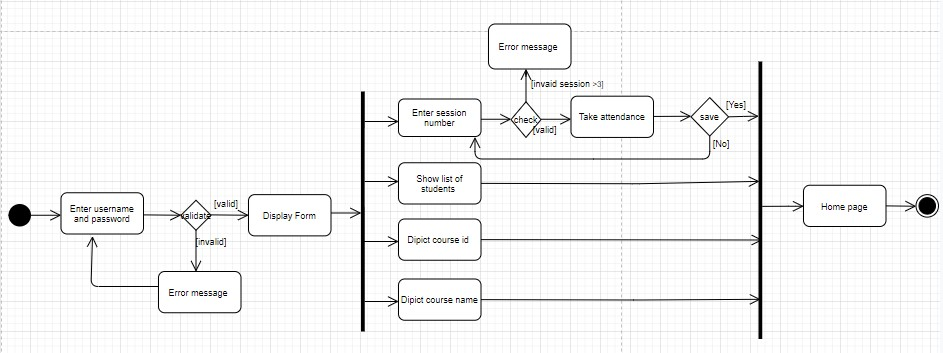 Error message
[invaid session >3]
Enter session
number
check
[valid]
Take attendance
save
[Yes]
[No]
Show list of
students
Enter username
and password
validate
[valid]
[invalid]
Display Form
Error message
Dipict course id
Dipict course name
Home page